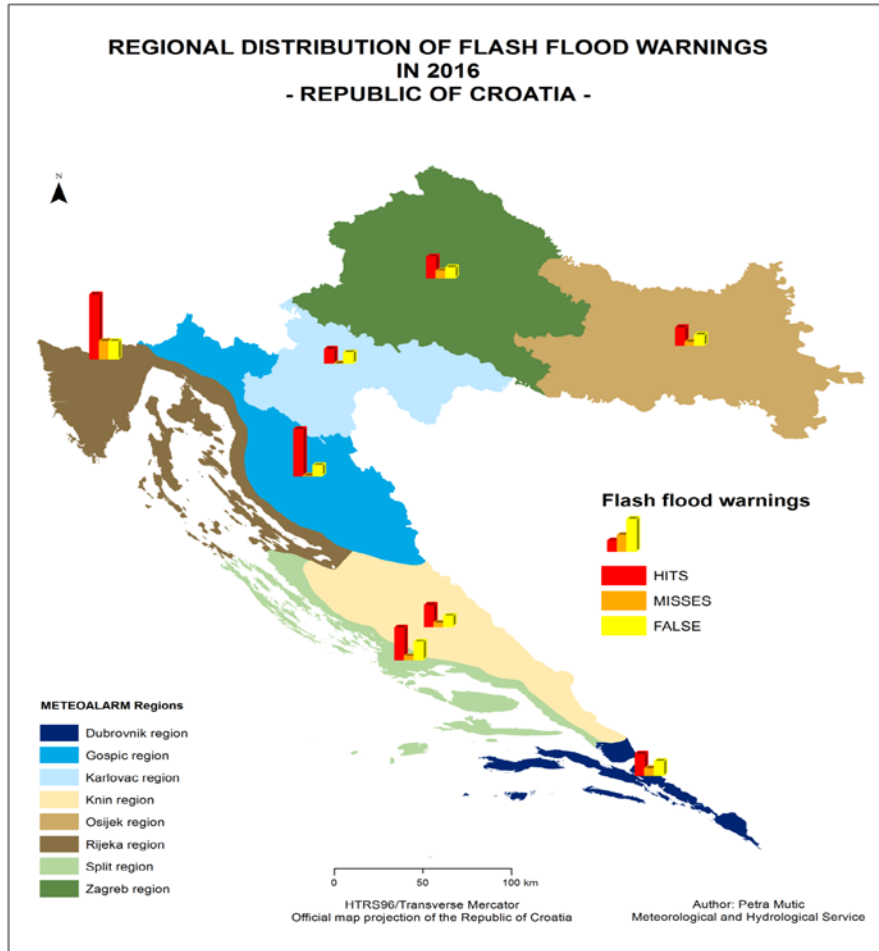 REGIONAL DISTRIBUTION OF FLASH FLOOD WARNINGS
IN 2016
- REPUBLIC OF CROATIA -
N
Flash flood warnings
HITS
MISSES
FALSE
METEOALARM Regions
Dubrovnik region
Gospic region
Karlovac region
Knin region
Osijek region
Rijeka region
Split region
Zagreb region
0 50 100 km
HTRS96/Transverse Mercator
Official map projection of the Republic of Croatia
Author: Petra Mutic
Meteorological and Hydrological Service